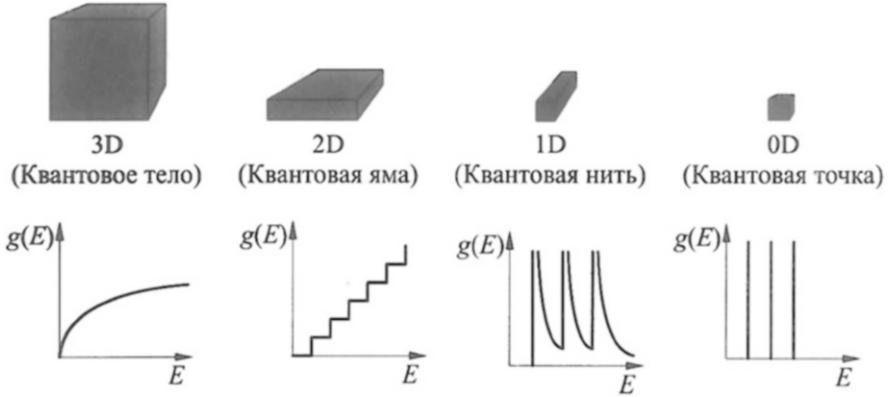 3D 2D 1D 0D
(Квантовое тело) (Квантовая яма) (Квантовая нить) (Квантовая точка)
g(E) g(E) g(E) g(E)
E E E E